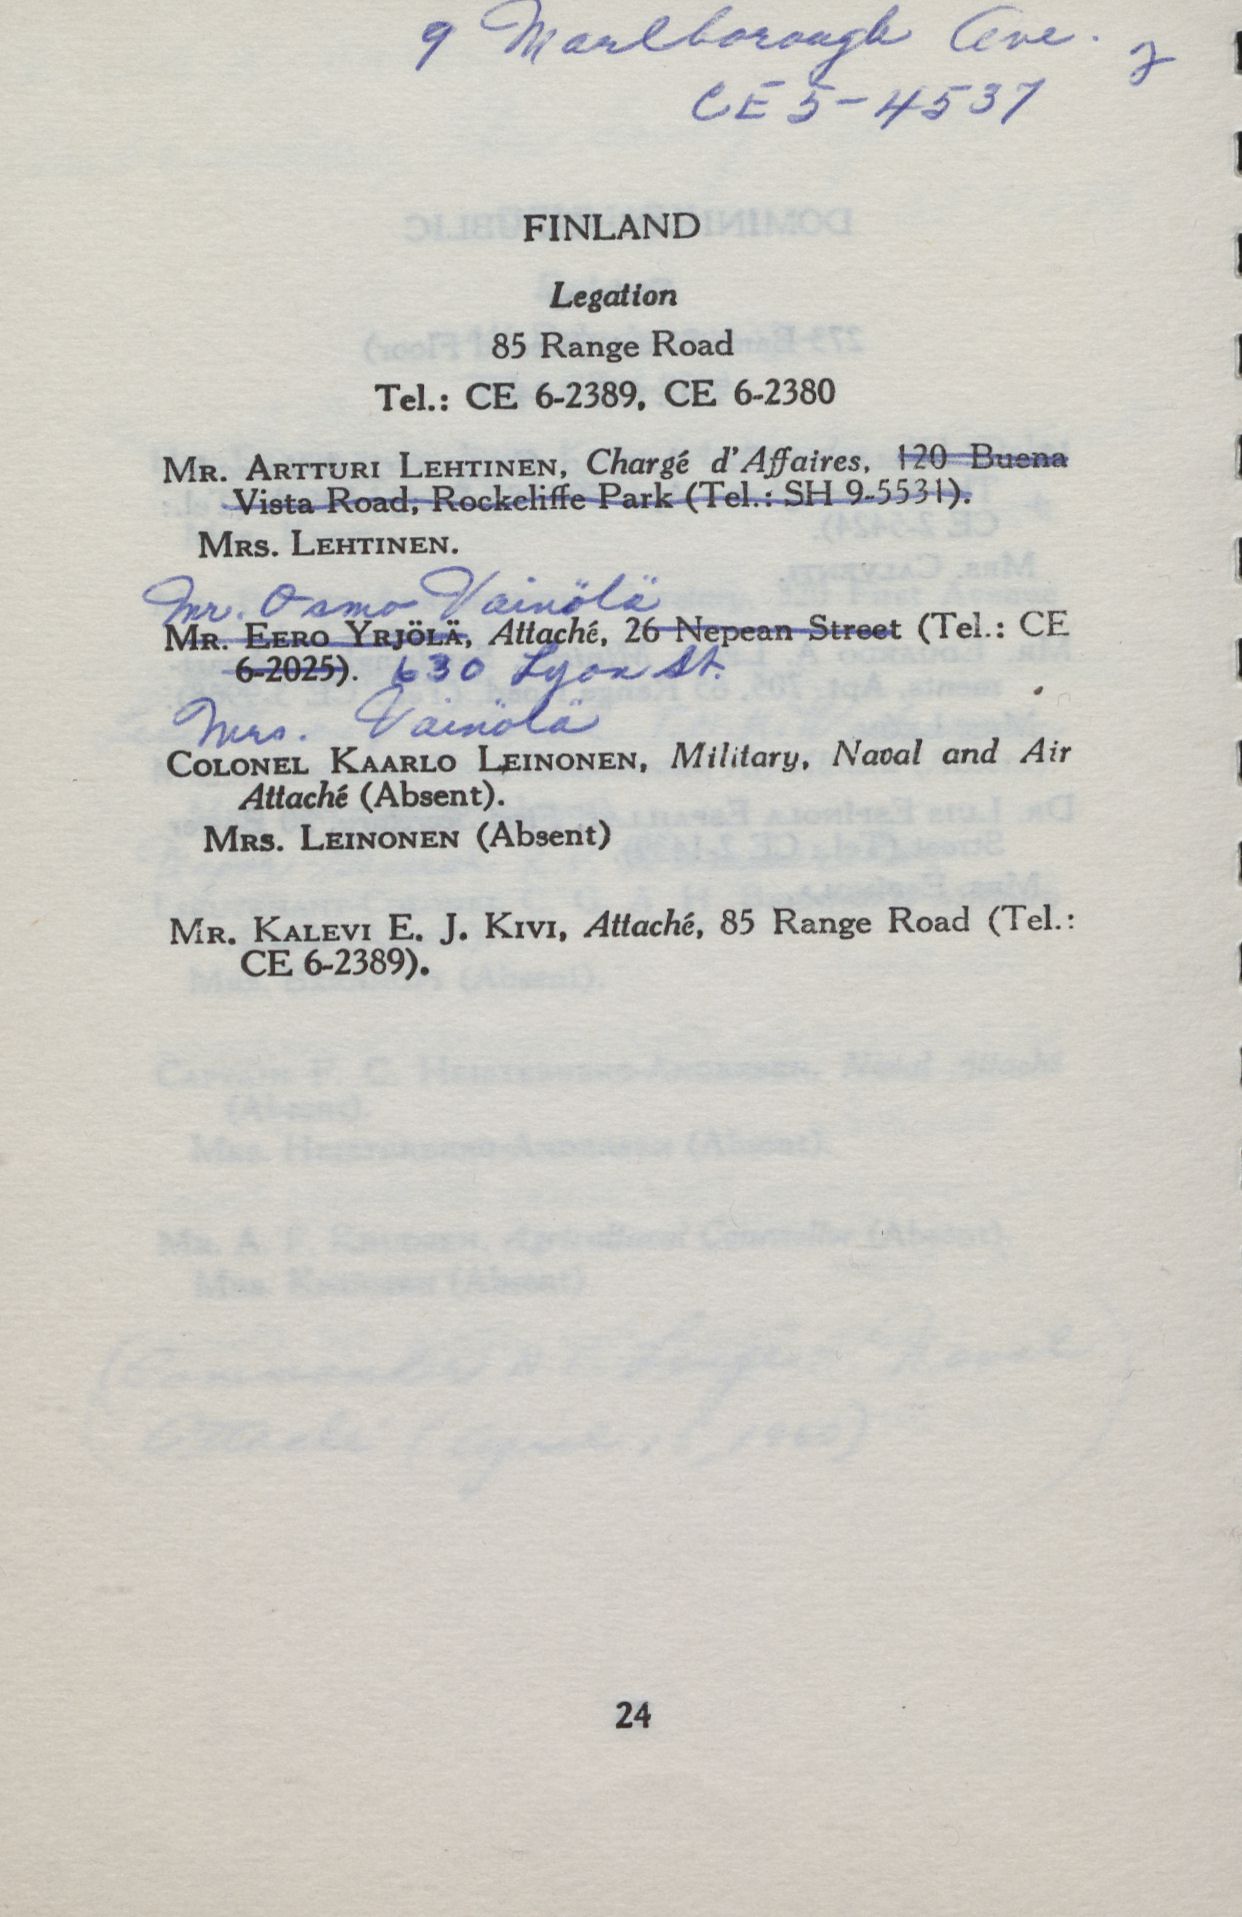 9 Marlborough Ave.
CE 5-4537
FINLAND
Legation
85 Range Road
Tel.: CE 6-2389, CE 6-2380
MR. ARTTURI LEHTINEN, Chargé d'Affaires, 120 Buena
Vista Road, Rockcliffe Park (Tel.: SH 9-5531).
MRS. LEHTINEN.
Mr. Osmo Väinölä
MR. EERO YRJÖLÄ, Attaché, 26 Nepean Street (Tel.: CE
6-2025). 630 Lyon St.
Mrs. Väinölä
COLONEL KAARLO LEINONEN, Military, Naval and Air
Attaché (Absent).
MRS. LEINONEN (Absent)
MR. KALEVI E. J. KIVI, Attaché, 85 Range Road (Tel.:
CE 6-2389).
24